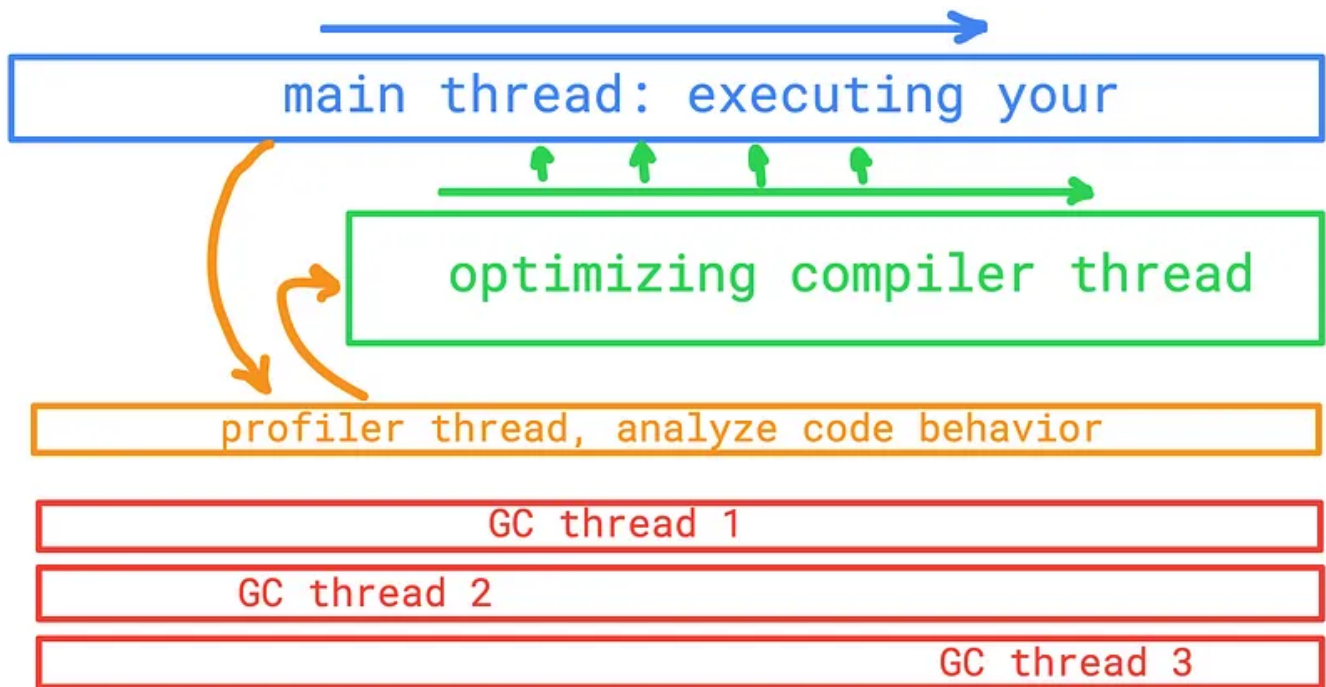 main thread: executing your
optimizing compiler thread
profiler thread, analyze code behavior
GC thread 1
GC thread 2
GC thread 3